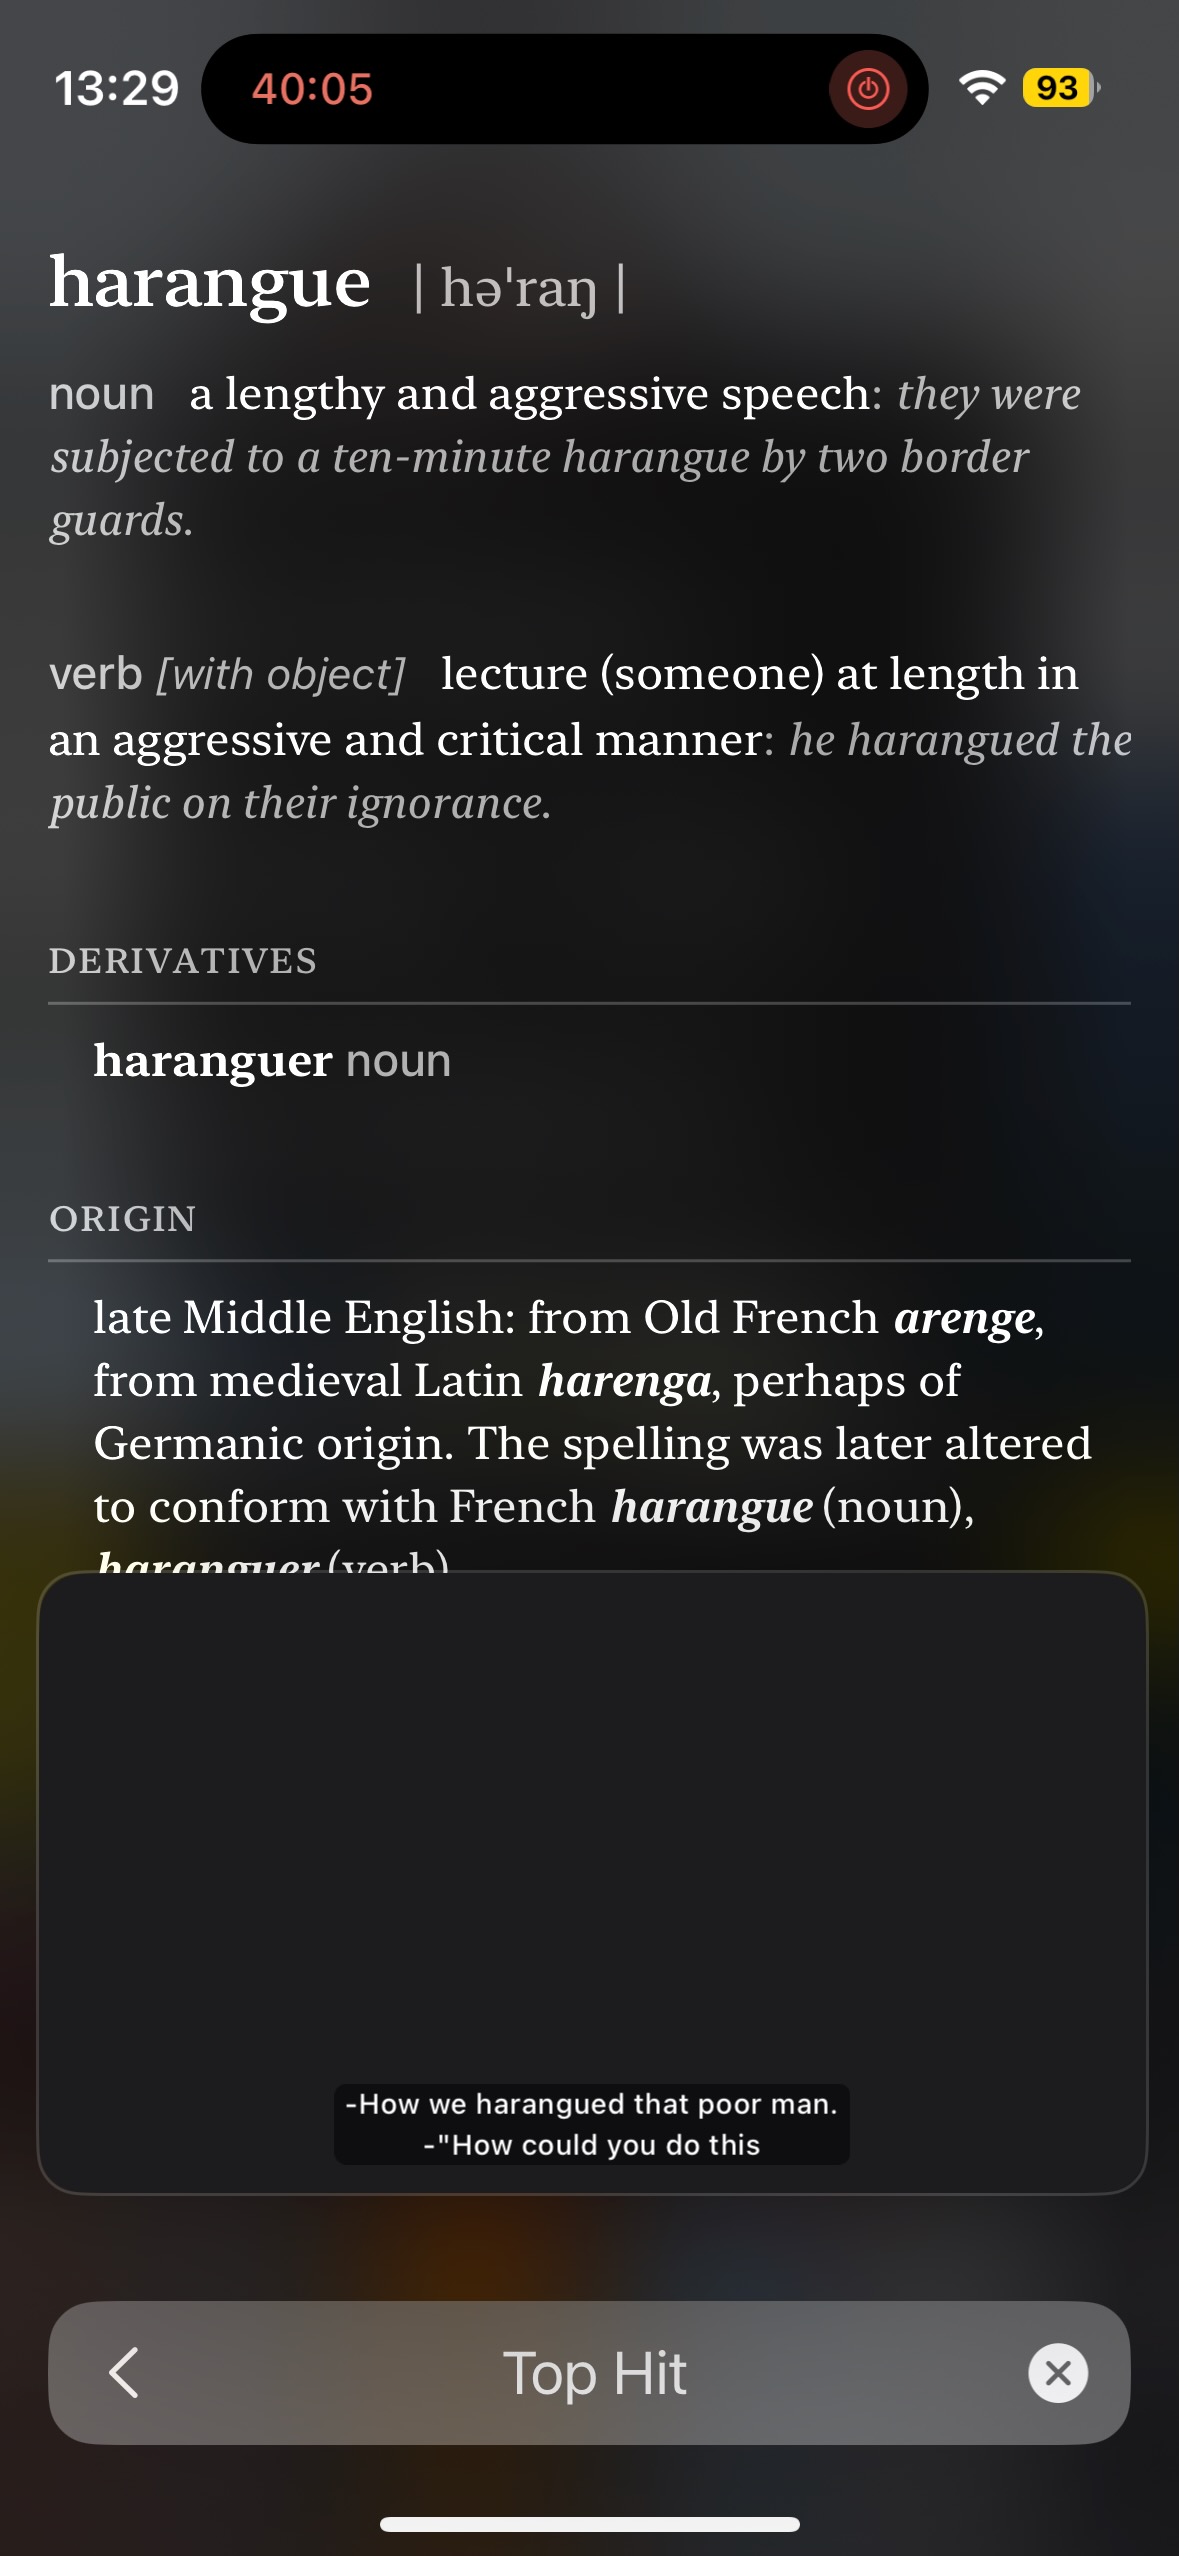 13:29 40:05 93
harangue | hə'raŋ |
noun a lengthy and aggressive speech: they were
subjected to a ten-minute harangue by two border
guards.
verb [with object] lecture (someone) at length in
an aggressive and critical manner: he harangued the
public on their ignorance.
DERIVATIVES
haranguer noun
ORIGIN
late Middle English: from Old French arenge,
from medieval Latin harenga, perhaps of
Germanic origin. The spelling was later altered
to conform with French harangue (noun),
haranguer (verb)
-How we harangued that poor man.
-"How could you do this
Top Hit